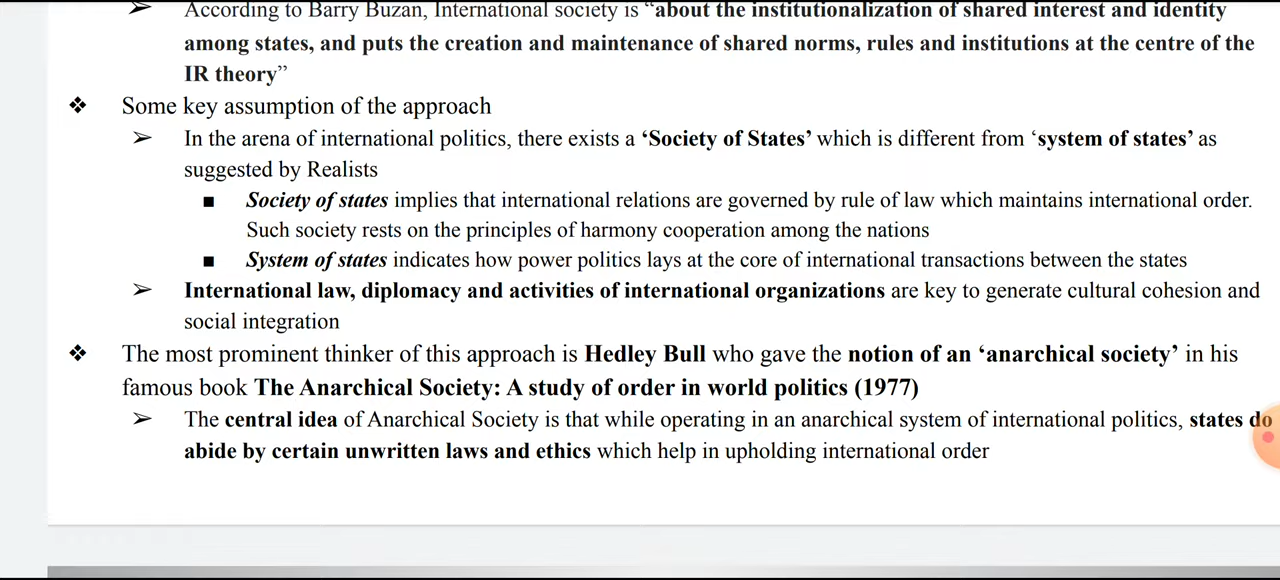 ➢ According to Barry Buzan, International society is “about the institutionalization of shared interest and identity
among states, and puts the creation and maintenance of shared norms, rules and institutions at the centre of the
IR theory”
❖ Some key assumption of the approach
➢ In the arena of international politics, there exists a ‘Society of States’ which is different from ‘system of states’ as
suggested by Realists
■ Society of states implies that international relations are governed by rule of law which maintains international order.
Such society rests on the principles of harmony cooperation among the nations
■ System of states indicates how power politics lays at the core of international transactions between the states
➢ International law, diplomacy and activities of international organizations are key to generate cultural cohesion and
social integration
❖ The most prominent thinker of this approach is Hedley Bull who gave the notion of an ‘anarchical society’ in his
famous book The Anarchical Society: A study of order in world politics (1977)
➢ The central idea of Anarchical Society is that while operating in an anarchical system of international politics, states do
abide by certain unwritten laws and ethics which help in upholding international order